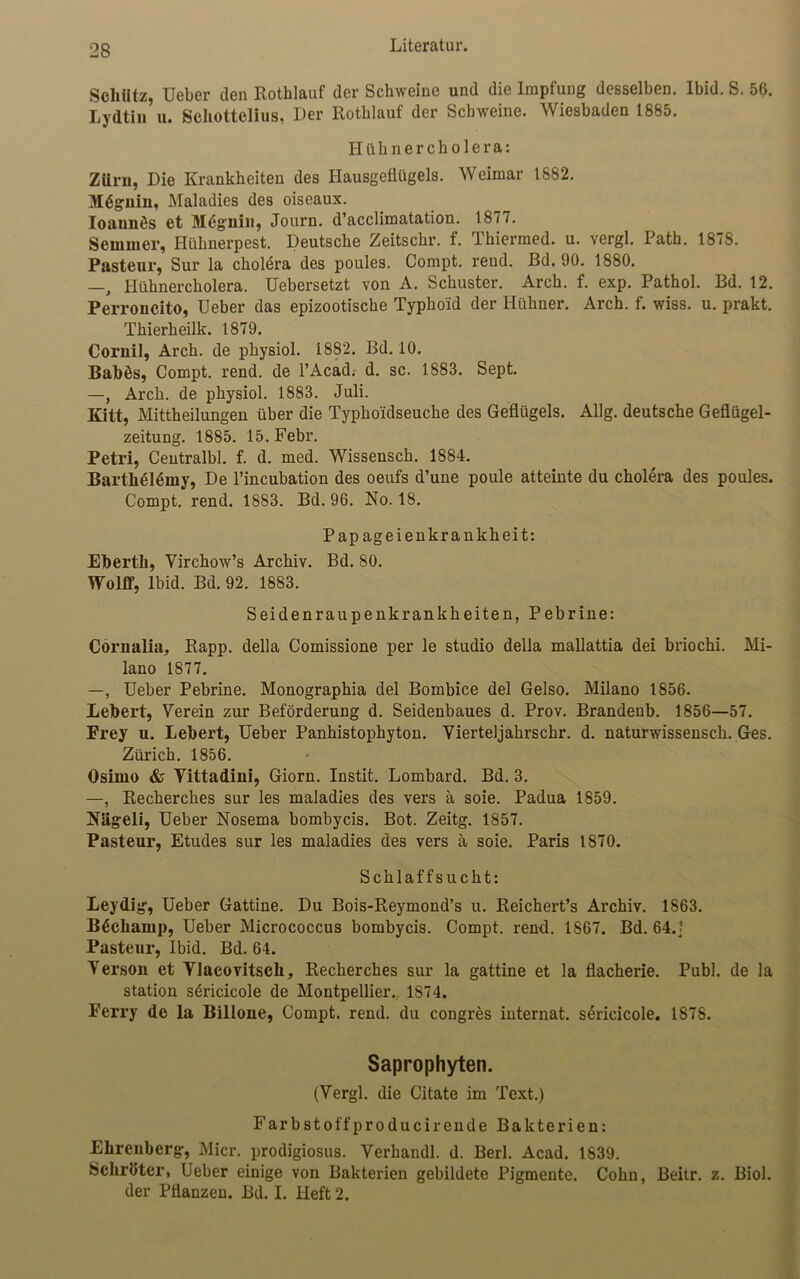 28
Literatur.
Schütz, Ueber den Rothlauf der Schweine und die Impfung desselben. Ibid. S. 56.
Lydtin u. Schottelius, Der Rothlauf der Schweine. Wiesbaden 1885.
Hühnercholera:
Zürn, Die Krankheiten des Hausgeflügels. Weimar 1882.
Mégnin, Maladies des oiseaux.
Ioannès et Mégnin, Journ. d'acclimatation. 1877.
Semmer, Hühnerpest. Deutsche Zeitschr. f. Thiermed. u. vergl. Path. 1878.
Pasteur, Sur la choléra des poules. Compt. rend. Bd. 90. 1880.
—, Hühnercholera. Uebersetzt von A. Schuster. Arch. f. exp. Pathol. Bd. 12.
Perroncito, Ueber das epizootische Typhoïd der Hühner. Arch. f. wiss. u. prakt.
Thierheilk. 1879.
Cornil, Arch. de physiol. 1882. Bd. 10.
Babès, Compt. rend. de l'Acad. d. sc. 1883. Sept.
—, Arch. de physiol. 1883. Juli.
Kitt, Mittheilungen über die Typhoïdseuche des Geflügels. Allg. deutsche Geflügel-
zeitung. 1885. 15. Febr.
Petri, Centralbl. f. d. med. Wissensch. 1884.
Barthélémy, De l'incubation des oeufs d'une poule atteinte du choléra des poules.
Compt. rend. 1883. Bd. 96. No. 18.
Papageienkrankheit:
Eberth, Virchow's Archiv. Bd. 80.
Wolff, Ibid. Bd. 92. 1883.
Seidenraupenkrankheiten, Pebrine:
Cornalia, Rapp. della Comissione per le studio della mallattia dei briochi. Mi-
lano 1877.
—, Ueber Pebrine. Monographia del Bombice del Gelso. Milano 1856.
Lebert, Verein zur Beförderung d. Seidenbaues d. Prov. Brandenb. 1856—57.
Frey u. Lebert, Ueber Panhistophyton. Vierteljahrschr. d. naturwissensch. Ges.
Zürich. 1856.
Osimo & Vittadini, Giorn. Instit. Lombard. Bd. 3.
—, Recherches sur les maladies des vers à soie. Padua 1859.
Nägeli, Ueber Nosema bombycis. Bot. Zeitg. 1857.
Pasteur, Etudes sur les maladies des vers à soie. Paris 1870.
Schlaffsucht:
Leydig, Ueber Gattine. Du Bois-Reymond's u. Reichert's Archiv. 1863.
Béchamp, Ueber Micrococcus bombycis. Compt. rend. 1867. Bd. 64.
Pasteur, Ibid. Bd. 64.
Verson et Vlacovitsch, Recherches sur la gattine et la flacherie. Publ. de la
station séricicole de Montpellier. 1874.
Ferry de la Billone, Compt. rend. du congrès internat. séricicole. 1878.
Saprophyten.
(Vergl. die Citate im Text.)
Farbstoffproducirende Bakterien:
Ehrenberg, Micr. prodigiosus. Verhandl. d. Berl. Acad. 1839.
Schröter, Ueber einige von Bakterien gebildete Pigmente. Cohn, Beitr. z. Biol.
der Pflanzen. Bd. I. Heft 2.